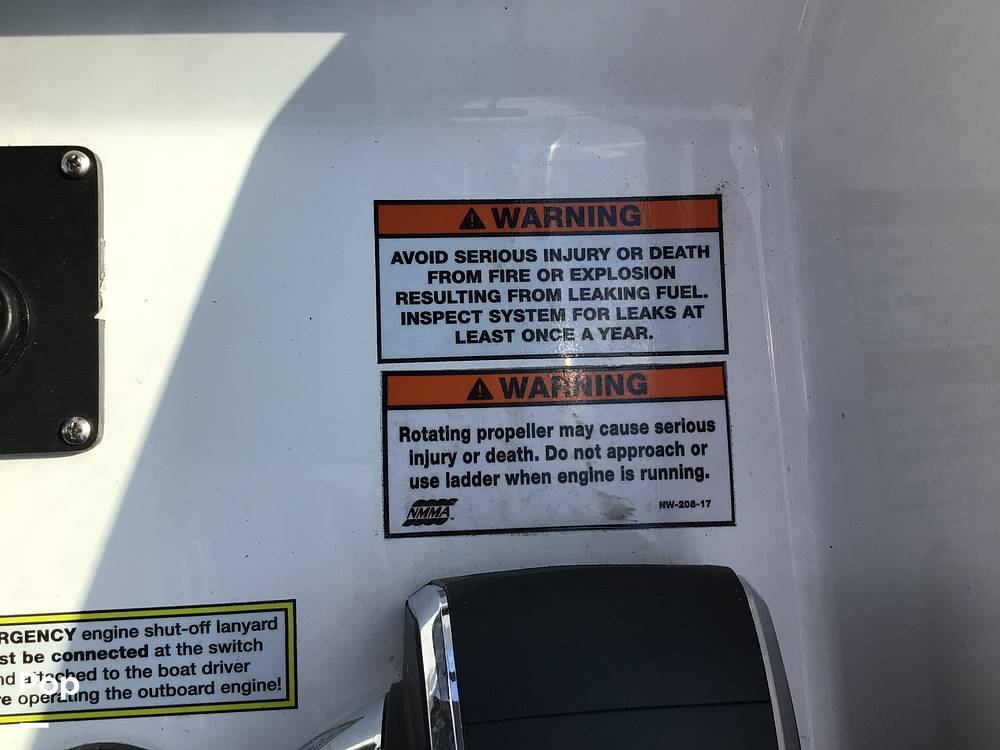 WARNING
AVOID SERIOUS INJURY OR DEATH
FROM FIRE OR EXPLOSION
RESULTING FROM LEAKING FUEL.
INSPECT SYSTEM FOR LEAKS AT
LEAST ONCE A YEAR.
WARNING
Rotating propeller may cause serious
injury or death. Do not approach or
use ladder when engine is running.
NMMA™
NW-208-17
RGENCY engine shut-off lanyard
st be connected at the switch
nd attached to the boat driver
re operating the outboard engine!
Pop